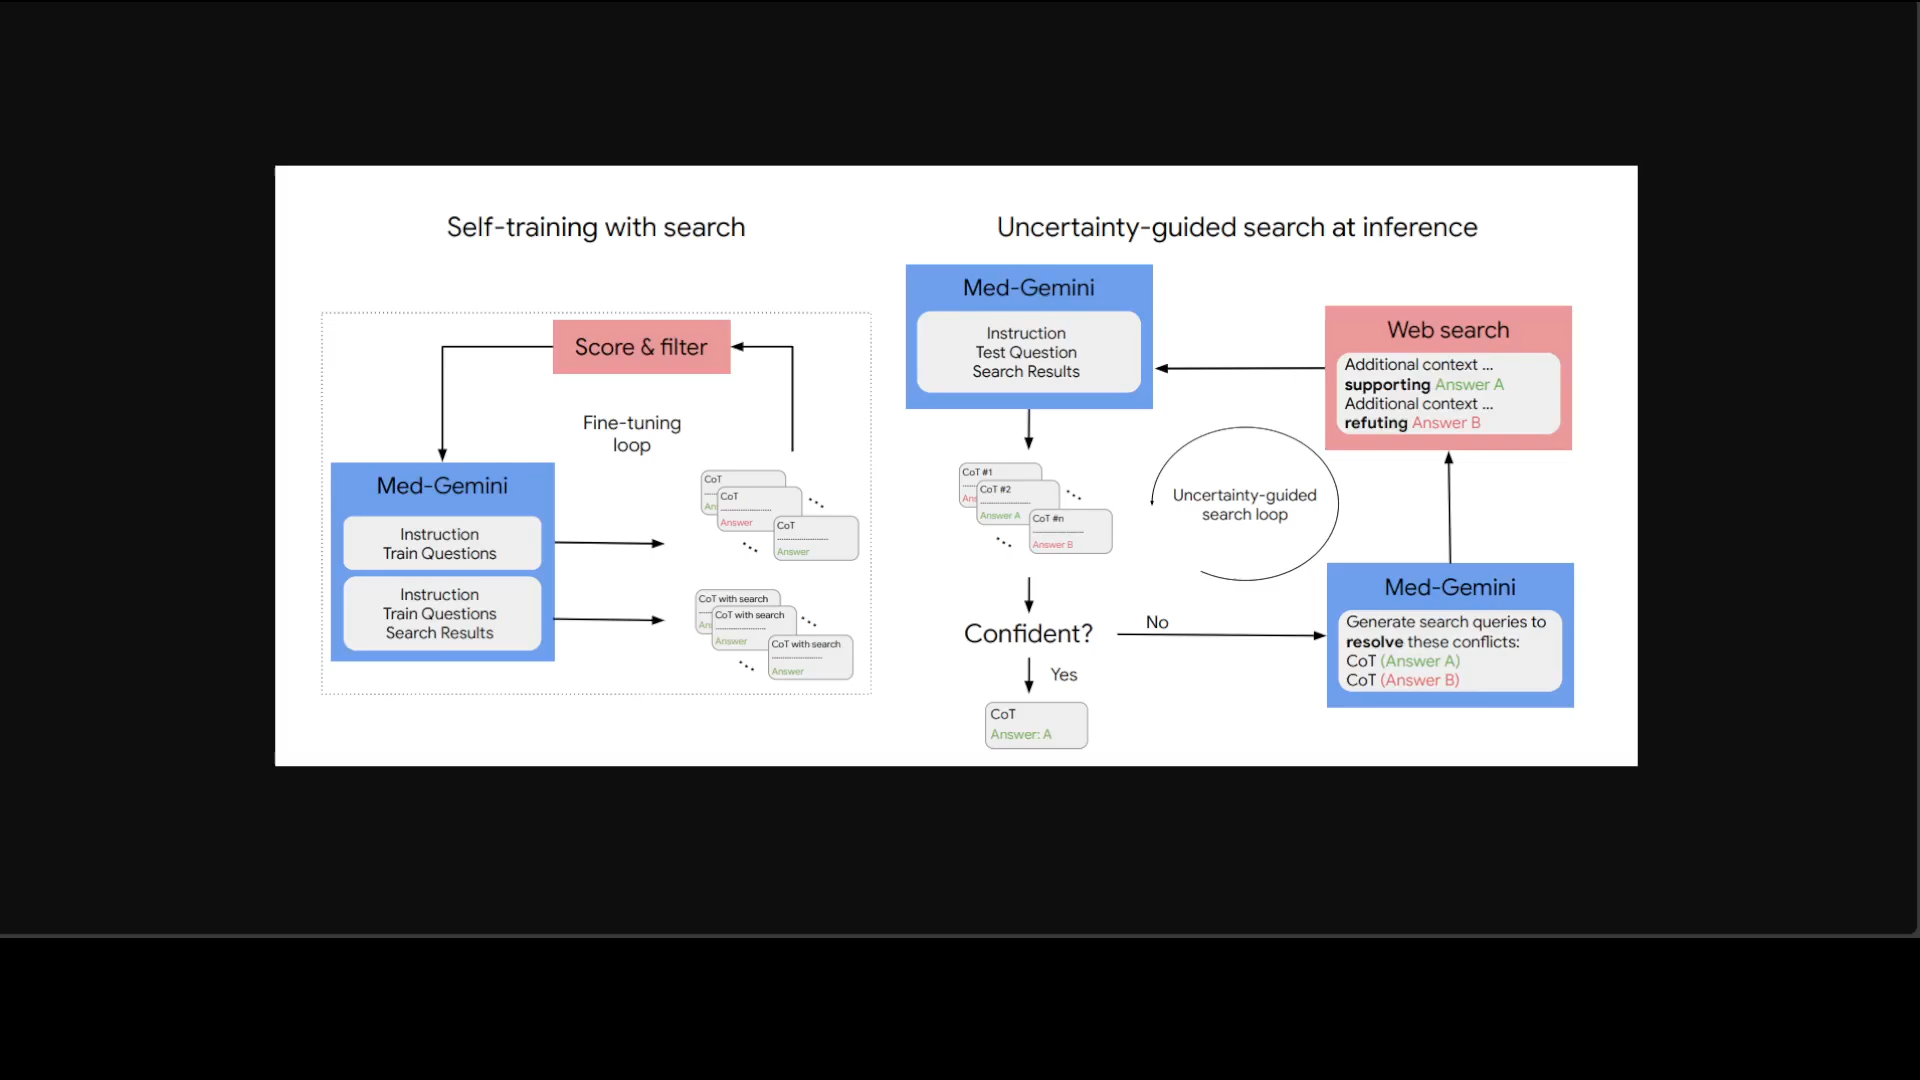 Self-training with search
Score & filter
Fine-tuning
loop
Med-Gemini
Instruction
Train Questions
Instruction
Train Questions
Search Results
CoT
An
CoT
Answer
CoT
Answer
CoT with search
An
CoT with search
Answer
CoT with search
Answer
Uncertainty-guided search at inference
Med-Gemini
Instruction
Test Question
Search Results
Web search
Additional context ...
supporting Answer A
Additional context ...
refuting Answer B
CoT #1
Ans
CoT #2
Answer A
CoT #n
Answer B
Uncertainty-guided
search loop
Confident?
No
Yes
CoT
Answer: A
Med-Gemini
Generate search queries to
resolve these conflicts:
CoT (Answer A)
CoT (Answer B)